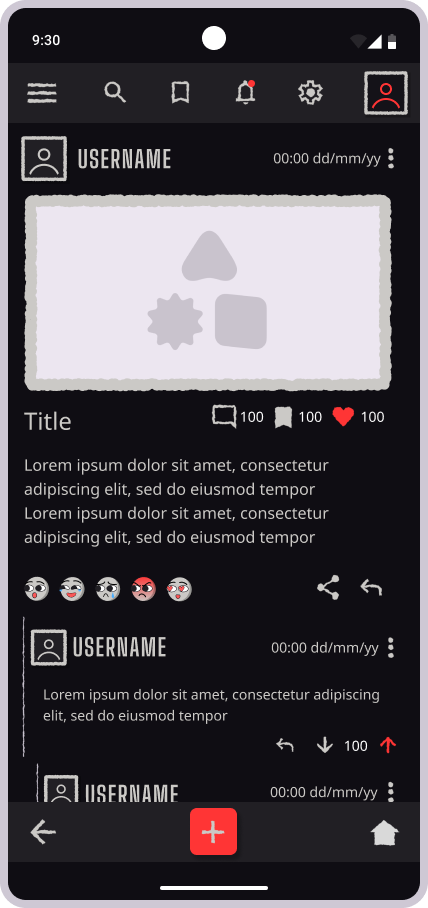 9:30
USERNAME
00:00 dd/mm/yy
Title
100
100
100
Lorem ipsum dolor sit amet, consectetur
adipiscing elit, sed do eiusmod tempor
Lorem ipsum dolor sit amet, consectetur
adipiscing elit, sed do eiusmod tempor
USERNAME
00:00 dd/mm/yy
Lorem ipsum dolor sit amet, consectetur adipiscing
elit, sed do eiusmod tempor
100
USERNAME
00:00 dd/mm/yy